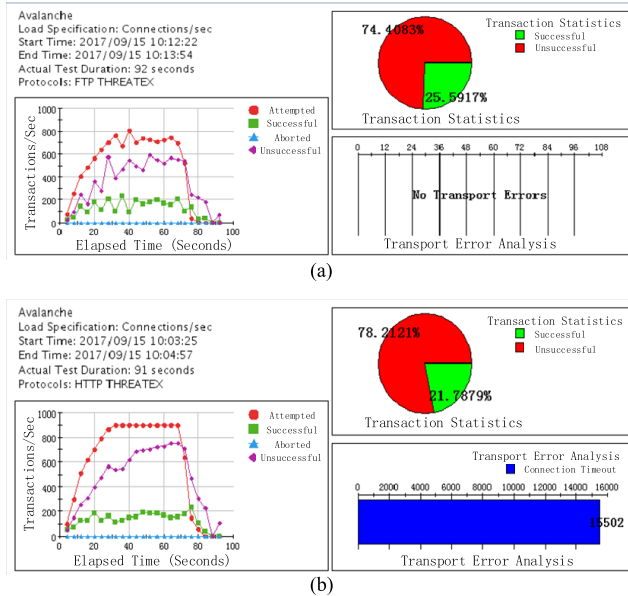 Avalanche
Load Specification: Connections/sec
Start Time: 2017/09/15 10:12:22
End Time: 2017/09/15 10:13:54
Actual Test Duration: 92 seconds
Protocols: FTP THREATEX
1000
800
600
400
200
0
0 20 40 60 80 100
Transactions/Sec
Elapsed Time (Seconds)
Attempted
Successful
Aborted
Unsuccessful
74.4083%
25.5917%
Transaction Statistics
Successful
Unsuccessful
Transaction Statistics
0 12 24 36 48 60 72 84 96 108
No Transport Errors
Transport Error Analysis
(a)
Avalanche
Load Specification: Connections/sec
Start Time: 2017/09/15 10:03:25
End Time: 2017/09/15 10:04:57
Actual Test Duration: 91 seconds
Protocols: HTTP THREATEX
1000
800
600
400
200
0
0 20 40 60 80 100
Transactions/Sec
Elapsed Time (Seconds)
Attempted
Successful
Aborted
Unsuccessful
78.2121%
21.7879%
Transaction Statistics
Successful
Unsuccessful
Transaction Statistics
Transport Error Analysis
Connection Timeout
0 2000 4000 6000 8000 10000 12000 14000 16000
15502
Transport Error Analysis
(b)